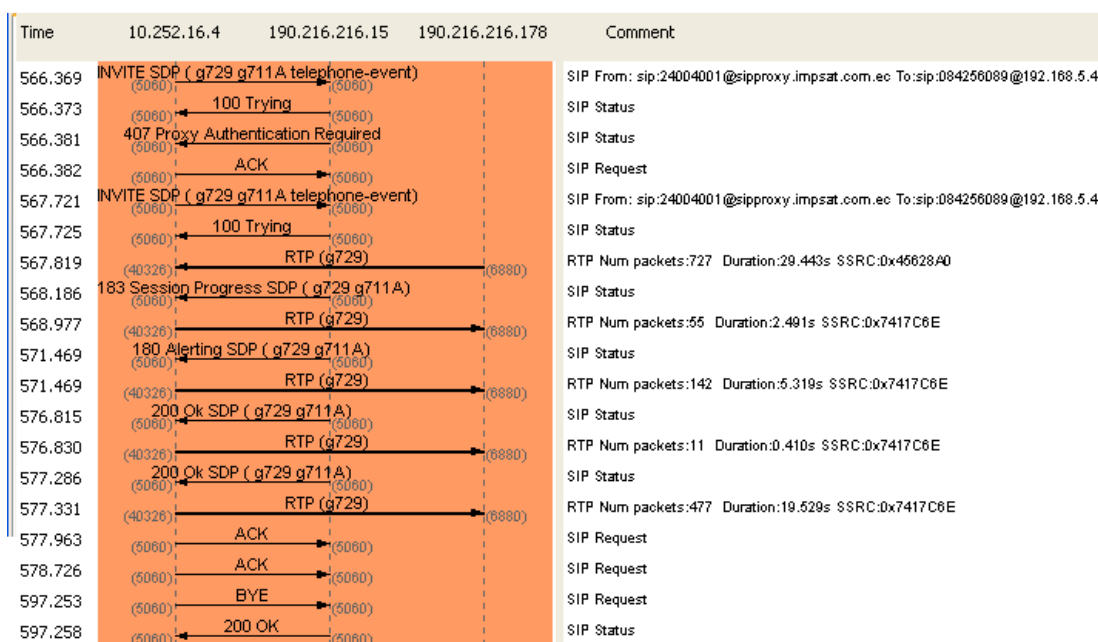 Time 10.252.16.4 190.216.216.15 190.216.216.178 Comment
566.369 INVITE SDP ( g729 g711A telephone-event) (5060) (5060) SIP From: sip:24004001@sipproxy.impsat.com.ec To:sip:084256089@192.168.5.4
566.373 100 Trying (5060) (5060) SIP Status
566.381 407 Proxy Authentication Required (5060) (5060) SIP Status
566.382 ACK (5060) (5060) SIP Request
567.721 INVITE SDP ( g729 g711A telephone-event) (5060) (5060) SIP From: sip:24004001@sipproxy.impsat.com.ec To:sip:084256089@192.168.5.4
567.725 100 Trying (5060) (5060) SIP Status
567.819 RTP (g729) (40326) (6880) RTP Num packets:727 Duration:29.443s SSRC:0x45628A0
568.186 183 Session Progress SDP ( g729 g711A) (5060) (5060) SIP Status
568.977 RTP (g729) (40326) (6880) RTP Num packets:55 Duration:2.491s SSRC:0x7417C6E
571.469 180 Alerting SDP ( g729 g711A) (5060) (5060) SIP Status
571.469 RTP (g729) (40326) (6880) RTP Num packets:142 Duration:5.319s SSRC:0x7417C6E
576.815 200 Ok SDP ( g729 g711A) (5060) (5060) SIP Status
576.830 RTP (g729) (40326) (6880) RTP Num packets:11 Duration:0.410s SSRC:0x7417C6E
577.286 200 Ok SDP ( g729 g711A) (5060) (5060) SIP Status
577.331 RTP (g729) (40326) (6880) RTP Num packets:477 Duration:19.529s SSRC:0x7417C6E
577.963 ACK (5060) (5060) SIP Request
578.726 ACK (5060) (5060) SIP Request
597.253 BYE (5060) (5060) SIP Request
597.258 200 OK (5060) (5060) SIP Status